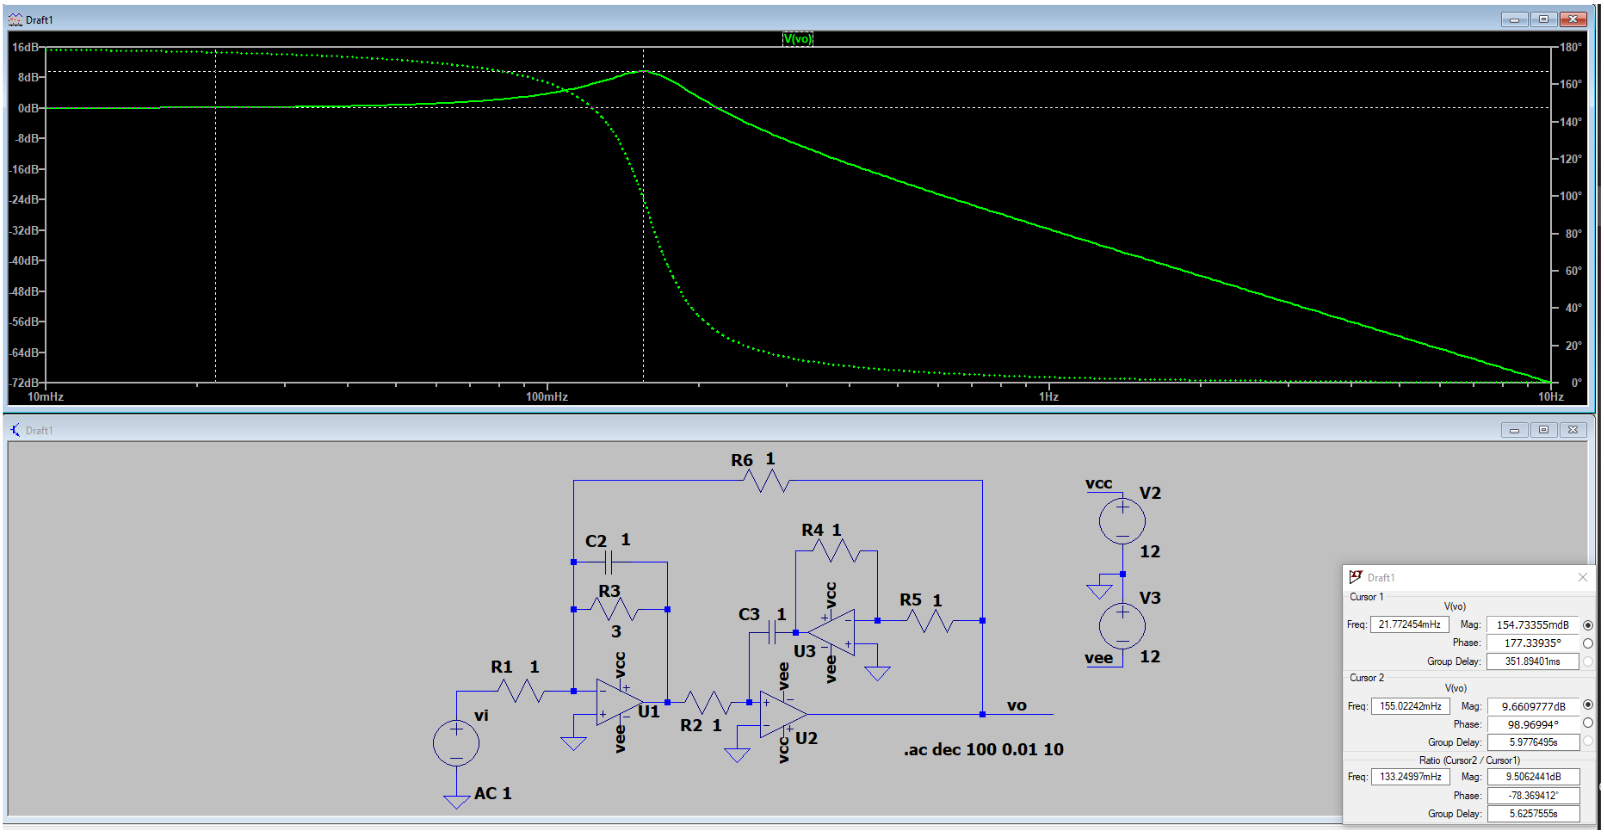 Draft1
V(vo)
16dB 180°
8dB 160°
0dB 140°
-8dB 120°
-16dB 100°
-24dB 80°
-32dB 60°
-40dB 40°
-48dB 20°
-56dB 0°
-64dB
-72dB
10mHz 100mHz 1Hz 10Hz
Draft1
R6 1
C2 1
R3
3
R4 1
vcc
C3 1
R5 1
U3
vee
R1 1
vcc
vi
U1
vee
R2 1
vee
U2
vcc
vo
.ac dec 100 0.01 10
AC 1
vcc
V2
12
V3
vee 12
Draft1
Cursor 1
V(vo)
Freq: 21.772454mHz Mag: 154.73355mdB
Phase: 177.33935°
Group Delay: 351.89401ms
Cursor 2
V(vo)
Freq: 155.02242mHz Mag: 9.6609777dB
Phase: 98.96994°
Group Delay: 5.9776495s
Ratio (Cursor2 / Cursor1)
Freq: 133.24997mHz Mag: 9.5062441dB
Phase: -78.369412°
Group Delay: 5.6257555s